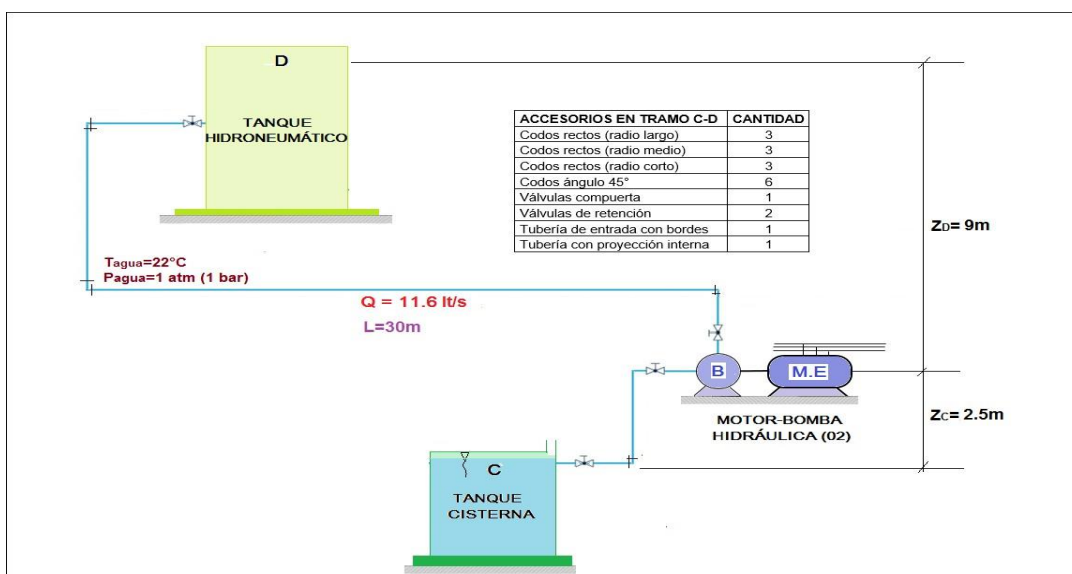 D
TANQUE
HIDRONEUMÁTICO
ACCESORIOS EN TRAMO C-D CANTIDAD
Codos rectos (radio largo) 3
Codos rectos (radio medio) 3
Codos rectos (radio corto) 3
Codos ángulo 45° 6
Válvulas compuerta 1
Válvulas de retención 2
Tubería de entrada con bordes 1
Tubería con proyección interna 1
ZD= 9m
Tagua=22°C
Pagua=1 atm (1 bar)
Q = 11.6 lt/s
L=30m
B
M.E
MOTOR-BOMBA
HIDRÁULICA (02)
ZC= 2.5m
C
TANQUE
CISTERNA